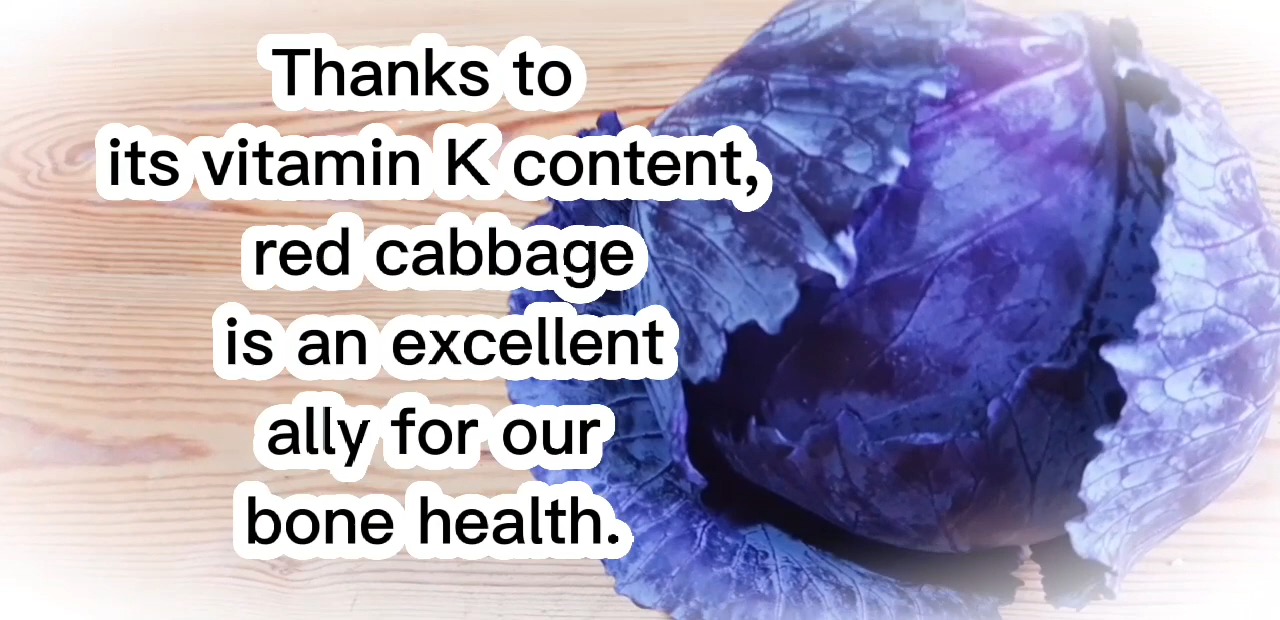 Thanks to
its vitamin K content,
red cabbage
is an excellent
ally for our
bone health.